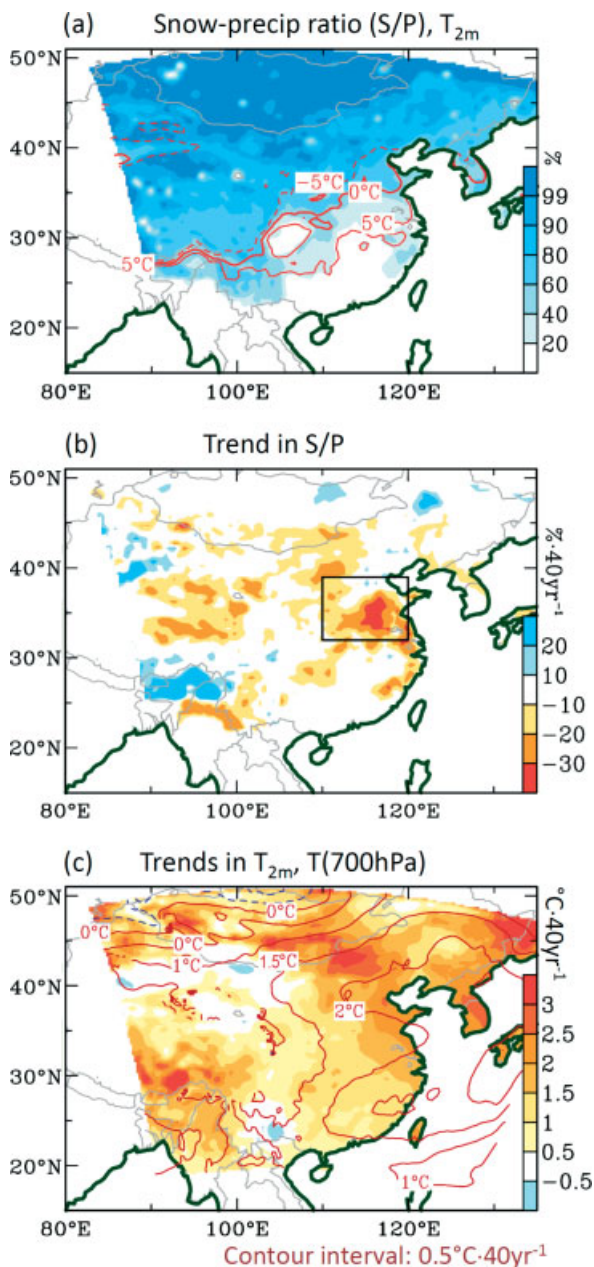 (a) Snow-precip ratio (S/P), T2m
50°N
40°N
30°N
20°N
−5°C
0°C
5°C
5°C
%
99
90
80
60
40
20
80°E
100°E
120°E
(b) Trend in S/P
50°N
40°N
30°N
20°N
%·40yr⁻¹
20
10
−10
−20
−30
80°E
100°E
120°E
(c) Trends in T2m, T(700hPa)
50°N
40°N
30°N
20°N
0°C
0°C
0°C
1°C
1.5°C
2°C
1°C
°C·40yr⁻¹
3
2.5
2
1.5
1
0.5
−0.5
80°E
100°E
120°E
Contour interval: 0.5°C·40yr⁻¹